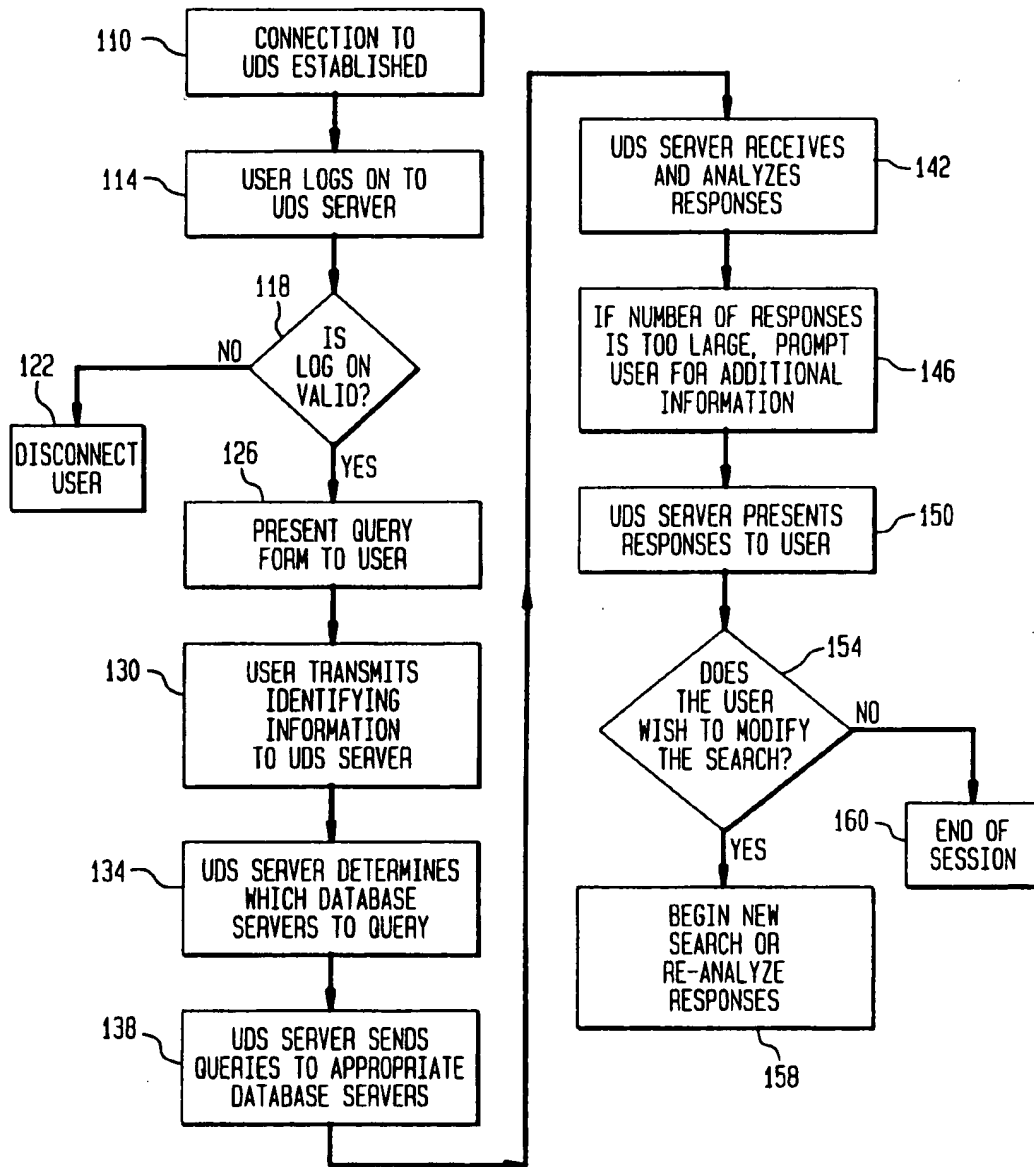 110
CONNECTION TO
UDS ESTABLISHED
114
USER LOGS ON TO
UDS SERVER
118
IS
LOG ON
VALID?
NO
122
DISCONNECT
USER
YES
126
PRESENT QUERY
FORM TO USER
130
USER TRANSMITS
IDENTIFYING
INFORMATION
TO UDS SERVER
134
UDS SERVER DETERMINES
WHICH DATABASE
SERVERS TO QUERY
138
UDS SERVER SENDS
QUERIES TO APPROPRIATE
DATABASE SERVERS
UDS SERVER RECEIVES
AND ANALYZES
RESPONSES
142
IF NUMBER OF RESPONSES
IS TOO LARGE, PROMPT
USER FOR ADDITIONAL
INFORMATION
146
UDS SERVER PRESENTS
RESPONSES TO USER
150
154
DOES
THE USER
WISH TO MODIFY
THE SEARCH?
NO
160
END OF
SESSION
YES
BEGIN NEW
SEARCH OR
RE-ANALYZE
RESPONSES
158